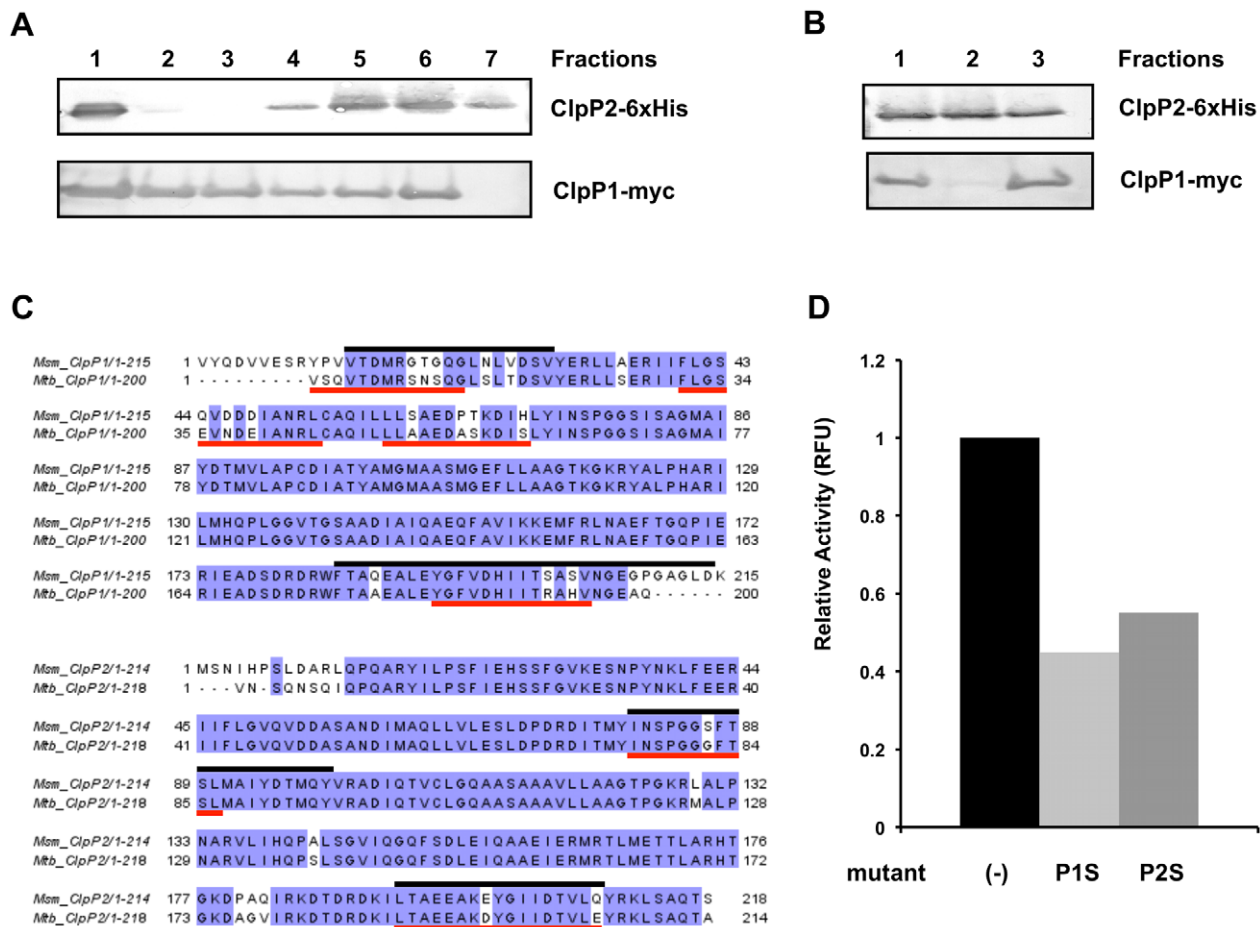 A
1 2 3 4 5 6 7 Fractions
ClpP2-6xHis
ClpP1-myc
B
1 2 3 Fractions
ClpP2-6xHis
ClpP1-myc
C
Msm_ClpP1/1-215 1 VYQDVVESRYPVVTDMRGTGQGLNLVDSVYERLLAERIIFLGS 43
Mtb_ClpP1/1-200 1 ---------VSQVTDMRSNSQGLSLTDSVYERLLSERIIFLGS 34
Msm_ClpP1/1-215 44 QVDDDIANRLCAQILLLSAEDPTKDIHLYINSPGGSISAGMAI 86
Mtb_ClpP1/1-200 35 EVNDEIANRLCAQILLLAAEDASKDISLYINSPGGSISAGMAI 77
Msm_ClpP1/1-215 87 YDTMVLAPCDIATYAMGMAASMGEFLLAAGTKGKRYALPHARI 129
Mtb_ClpP1/1-200 78 YDTMVLAPCDIATYAMGMAASMGEFLLAAGTKGKRYALPHARI 120
Msm_ClpP1/1-215 130 LMHQPLGGVTGSAADIAIQAEQFAVIKKEMFRLNAEFTGQPIE 172
Mtb_ClpP1/1-200 121 LMHQPLGGVTGSAADIAIQAEQFAVIKKEMFRLNAEFTGQPIE 163
Msm_ClpP1/1-215 173 RIEADSDRDRWFTAQEALEYGFVDHIITSASVNGEGPGAGLDK 215
Mtb_ClpP1/1-200 164 RIEADSDRDRWFTAAEALEYGFVDHIITRAHVNGEAQ------ 200
Msm_ClpP2/1-214 1 MSNIHPSLDARLQPQARYILPSFIEHSSFGVKESNPYNKLFEER 44
Mtb_ClpP2/1-218 1 ---VN-SQNSQIQPQARYILPSFIEHSSFGVKESNPYNKLFEER 40
Msm_ClpP2/1-214 45 IIFLGVQVDDASANDIMAQLLVLESLDPDRDITMYINSPGGSFT 88
Mtb_ClpP2/1-218 41 IIFLGVQVDDASANDIMAQLLVLESLDPDRDITMYINSPGGGFT 84
Msm_ClpP2/1-214 89 SLMAIYDTMQYVRADIQTVCLGQAASAAAVLLAAGTPGKRLALP 132
Mtb_ClpP2/1-218 85 SLMAIYDTMQYVRADIQTVCLGQAASAAAVLLAAGTPGKRMALP 128
Msm_ClpP2/1-214 133 NARVLIHQPALSGVIQGQFSDLEIQAAEIERMRTLMETTLARHT 176
Mtb_ClpP2/1-218 129 NARVLIHQPSLSGVIQGQFSDLEIQAAEIERMRTLMETTLARHT 172
Msm_ClpP2/1-214 177 GKDPAQIRKDTDRDKILTAEEAKEYGIIDTVLQYRKLSAQTS 218
Mtb_ClpP2/1-218 173 GKDAGVIRKDTDRDKILTAEEAKDYGIIDTVLEYRKLSAQTA 214
D
Relative Activity (RFU)
1.2
1
0.8
0.6
0.4
0.2
0
mutant (-) P1S P2S